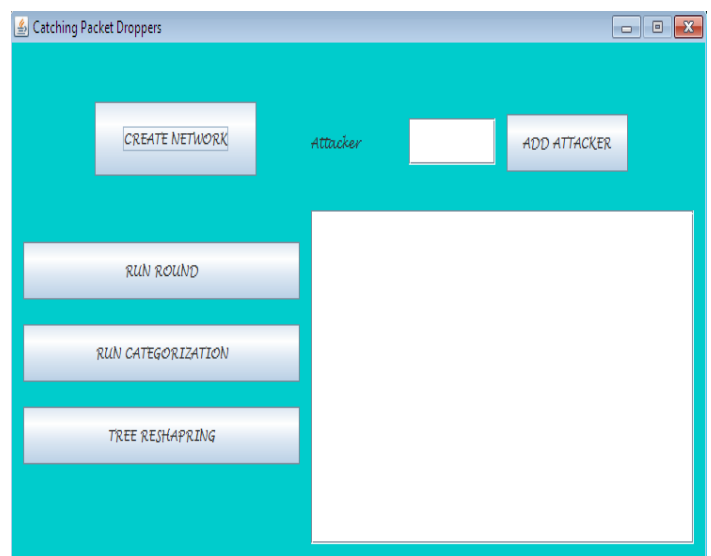 Catching Packet Droppers
CREATE NETWORK
Attacker
ADD ATTACKER
RUN ROUND
RUN CATEGORIZATION
TREE RESHAPRING